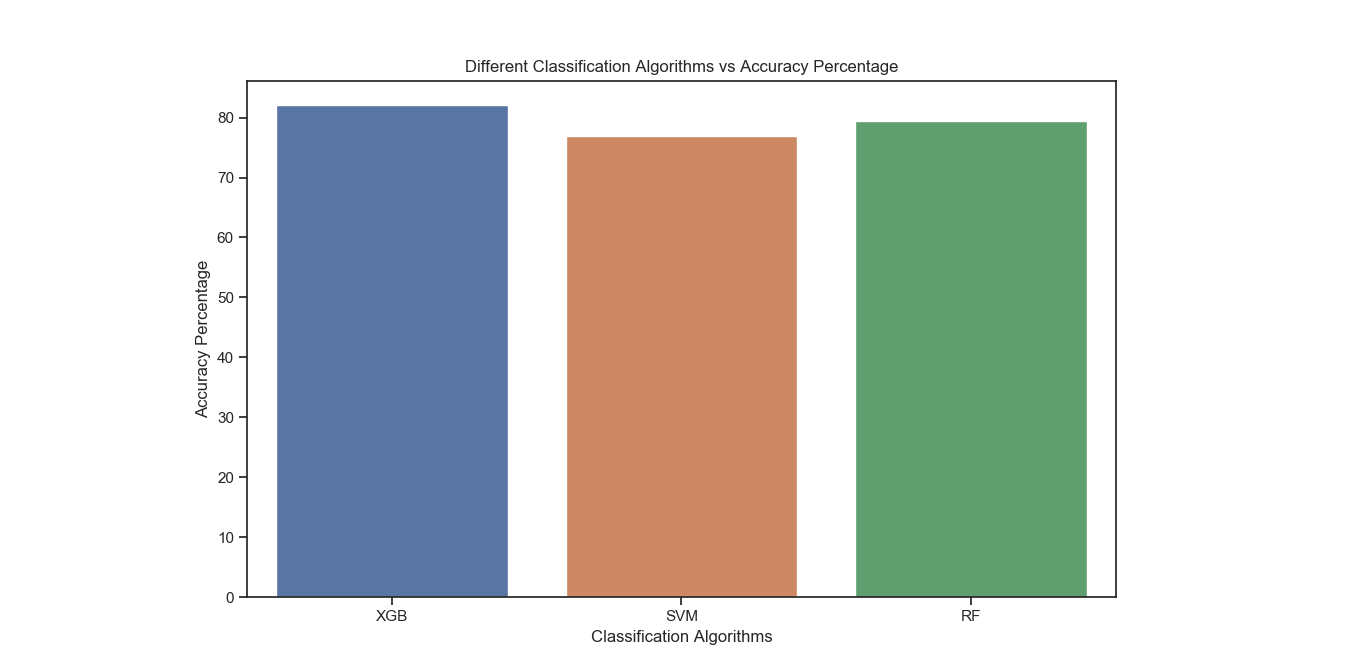 Different Classification Algorithms vs Accuracy Percentage
Accuracy Percentage
80
70
60
50
40
30
20
10
0
XGB
SVM
RF
Classification Algorithms